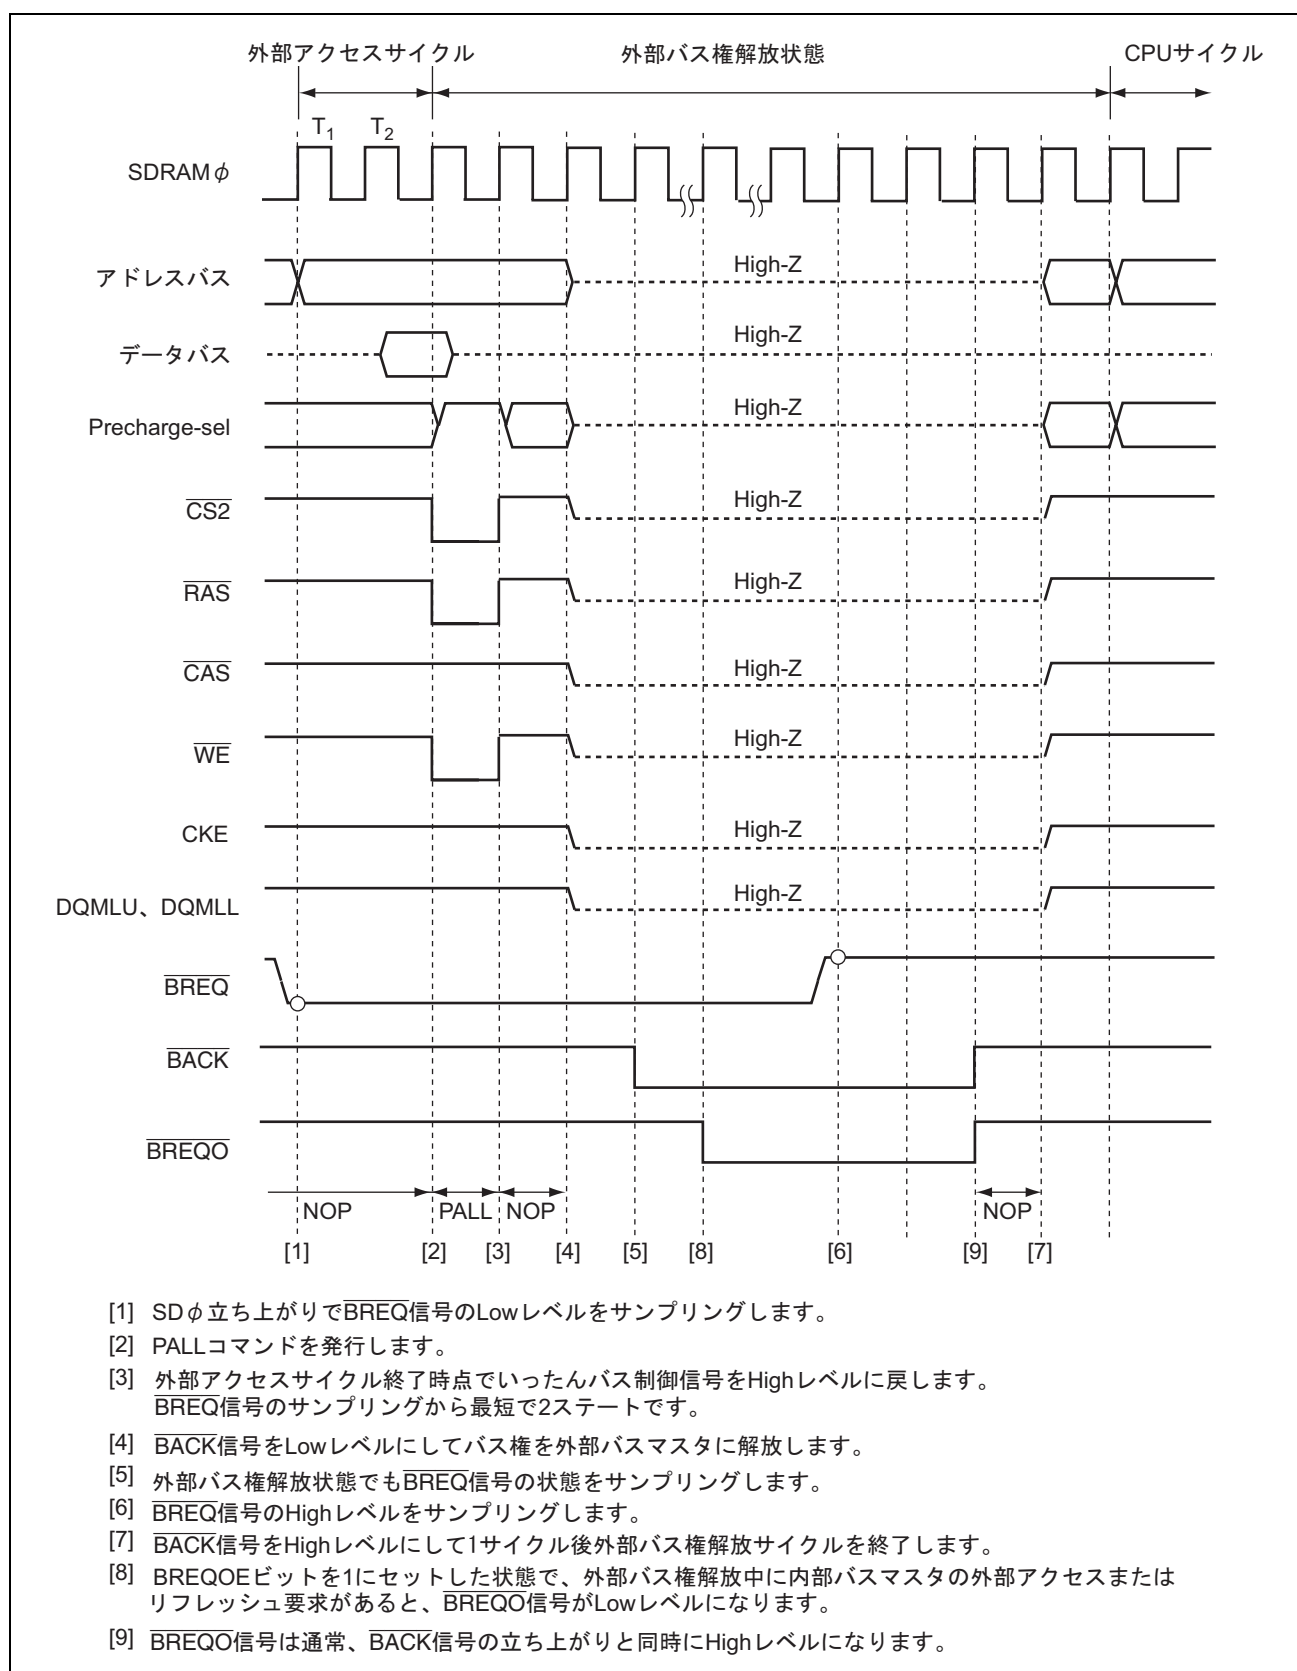 外部アクセスサイクル 外部バス権解放状態 CPUサイクル
T1 T2
SDRAMφ
アドレスバス High-Z
データバス High-Z
Precharge-sel High-Z
CS2 High-Z
RAS High-Z
CAS High-Z
WE High-Z
CKE High-Z
DQMLU、DQMLL High-Z
BREQ
BACK
BREQO
NOP PALL NOP NOP
[1] [2] [3] [4] [5] [8] [6] [9] [7]
[1] SDφ立ち上がりでBREQ信号のLowレベルをサンプリングします。
[2] PALLコマンドを発行します。
[3] 外部アクセスサイクル終了時点でいったんバス制御信号をHighレベルに戻します。
BREQ信号のサンプリングから最短で2ステートです。
[4] BACK信号をLowレベルにしてバス権を外部バスマスタに解放します。
[5] 外部バス権解放状態でもBREQ信号の状態をサンプリングします。
[6] BREQ信号のHighレベルをサンプリングします。
[7] BACK信号をHighレベルにして1サイクル後外部バス権解放サイクルを終了します。
[8] BREQOEビットを1にセットした状態で、外部バス権解放中に内部バスマスタの外部アクセスまたは
リフレッシュ要求があると、BREQO信号がLowレベルになります。
[9] BREQO信号は通常、BACK信号の立ち上がりと同時にHighレベルになります。